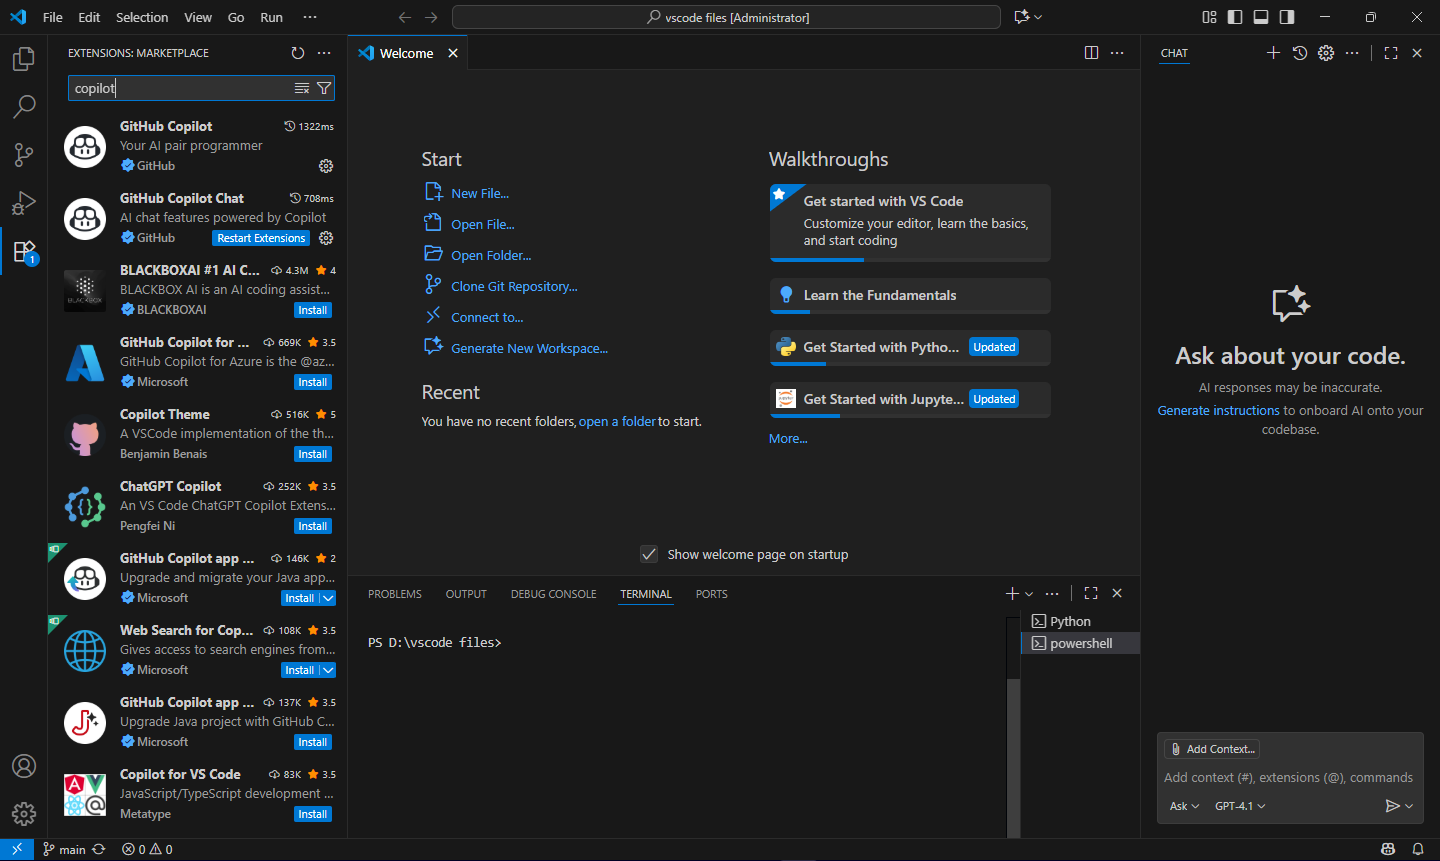 File Edit Selection View Go Run ···
vscode files [Administrator]
EXTENSIONS: MARKETPLACE
copilot
GitHub Copilot 1322ms
Your AI pair programmer
GitHub
GitHub Copilot Chat 708ms
AI chat features powered by Copilot
GitHub Restart Extensions
BLACKBOXAI #1 AI C... 4.3M 4
BLACKBOX AI is an AI coding assist...
BLACKBOX
BLACKBOXAI Install
GitHub Copilot for ... 669K 3.5
GitHub Copilot for Azure is the @az...
Microsoft Install
Copilot Theme 516K 5
A VSCode implementation of the th...
Benjamin Benais Install
ChatGPT Copilot 252K 3.5
An VS Code ChatGPT Copilot Extens...
Pengfei Ni Install
GitHub Copilot app ... 146K 2
Upgrade and migrate your Java app...
Microsoft Install
Web Search for Cop... 108K 3.5
Gives access to search engines from...
Microsoft Install
GitHub Copilot app ... 137K 3.5
Upgrade Java project with GitHub C...
Microsoft Install
Copilot for VS Code 83K 3.5
JavaScript/TypeScript development ...
Metatype Install
1
Welcome
Start
New File...
Open File...
Open Folder...
Clone Git Repository...
Connect to...
Generate New Workspace...
Recent
You have no recent folders, open a folder to start.
Walkthroughs
Get started with VS Code
Customize your editor, learn the basics,
and start coding
Learn the Fundamentals
Get Started with Pytho... Updated
Get Started with Jupyte... Updated
More...
Show welcome page on startup
PROBLEMS OUTPUT DEBUG CONSOLE TERMINAL PORTS
PS D:\vscode files>
Python
powershell
CHAT
Ask about your code.
AI responses may be inaccurate.
Generate instructions to onboard AI onto your
codebase.
Add Context...
Add context (#), extensions (@), commands
Ask GPT-4.1
main 0 0